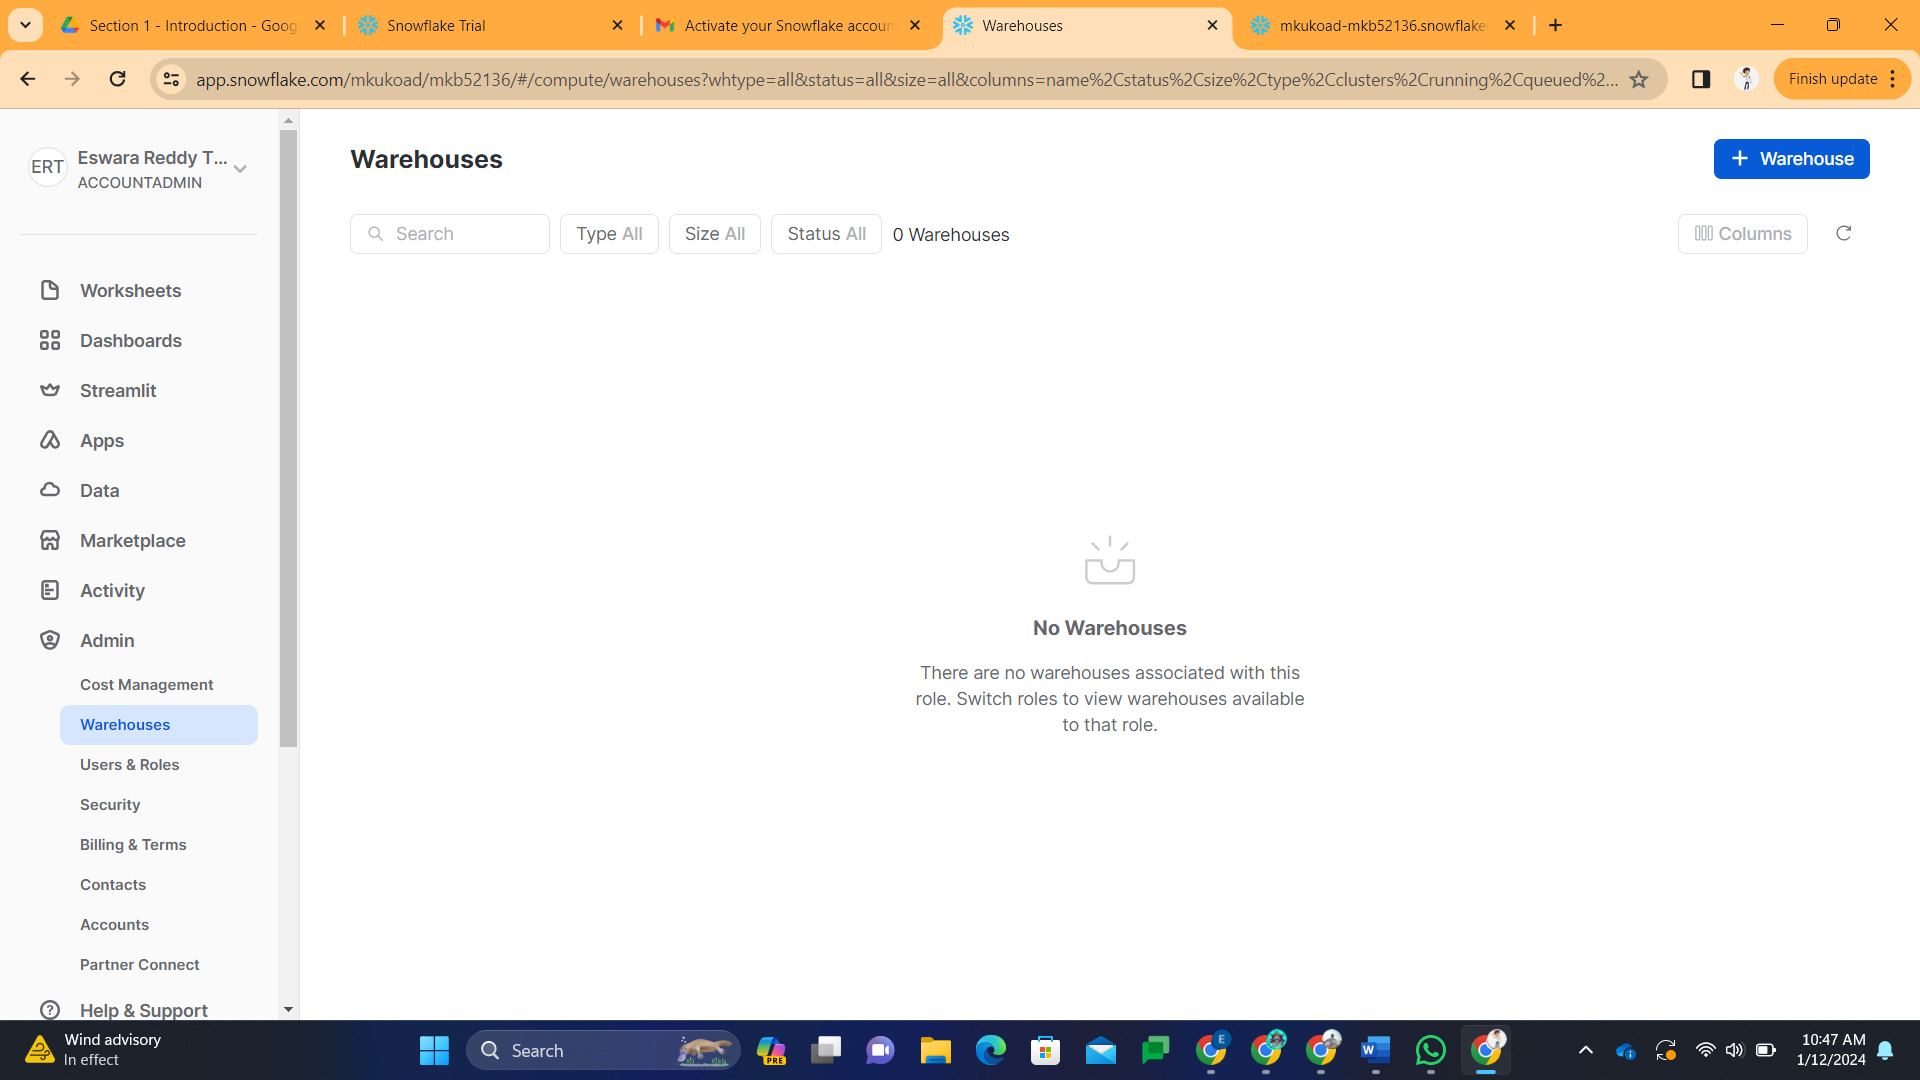 Section 1 - Introduction - Goog
Snowflake Trial
Activate your Snowflake accoun
Warehouses
mkukoad-mkb52136.snowflake
app.snowflake.com/mkukoad/mkb52136/#/compute/warehouses?whtype=all&status=all&size=all&columns=name%2Cstatus%2Csize%2Ctype%2Cclusters%2Crunning%2Cqueued%2...
Finish update
ERT
Eswara Reddy T...
ACCOUNTADMIN
Worksheets
Dashboards
Streamlit
Apps
Data
Marketplace
Activity
Admin
Cost Management
Warehouses
Users & Roles
Security
Billing & Terms
Contacts
Accounts
Partner Connect
Help & Support
Warehouses
+ Warehouse
Search
Type All
Size All
Status All
0 Warehouses
Columns
No Warehouses
There are no warehouses associated with this
role. Switch roles to view warehouses available
to that role.
Wind advisory
In effect
Search
PRE
E
W
10:47 AM
1/12/2024